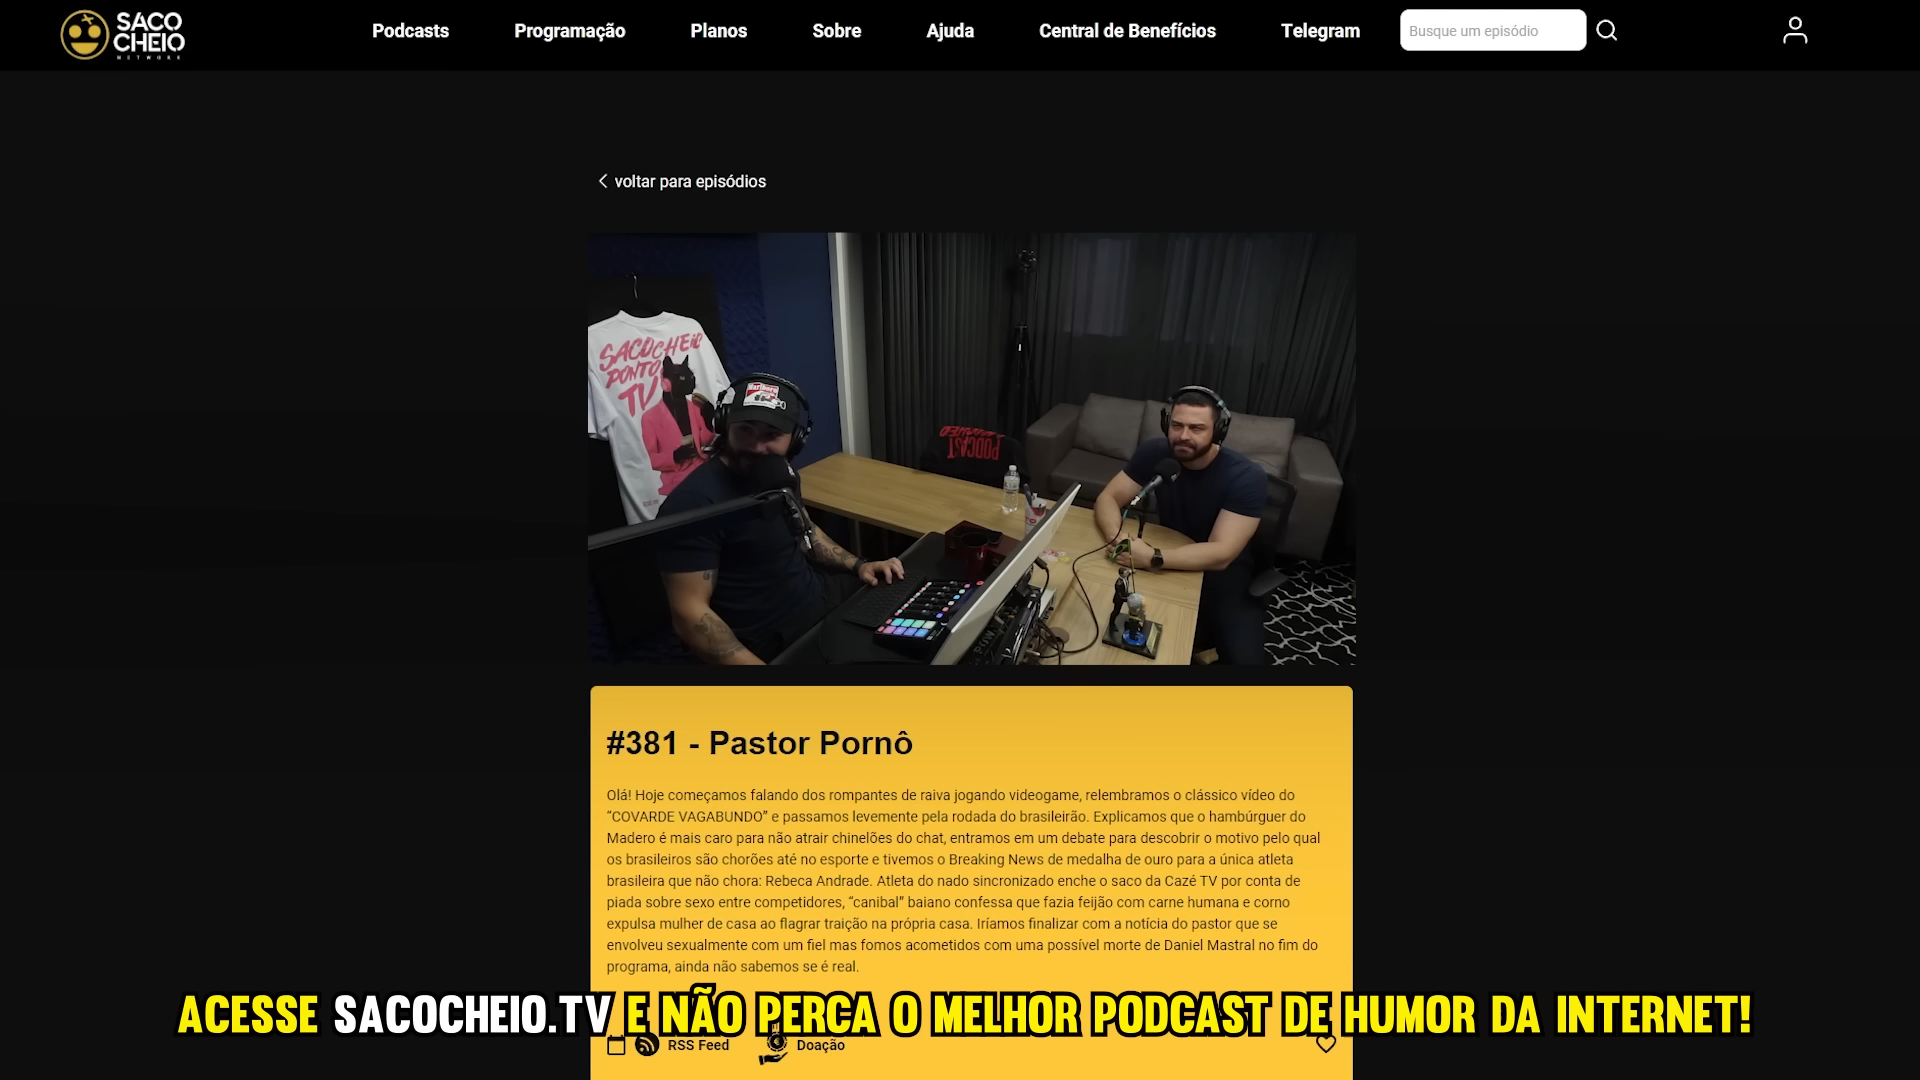 SACO
CHEIO
NETWORK
Podcasts
Programação
Planos
Sobre
Ajuda
Central de Benefícios
Telegram
Busque um episódio
voltar para episódios
SACOCHEIO
PONTO
TV
Marlboro
PODCAST
#381 - Pastor Pornô
Olá! Hoje começamos falando dos rompantes de raiva jogando videogame, relembramos o clássico vídeo do
“COVARDE VAGABUNDO” e passamos levemente pela rodada do brasileirão. Explicamos que o hambúrguer do
Madero é mais caro para não atrair chinelões do chat, entramos em um debate para descobrir o motivo pelo qual
os brasileiros são chorões até no esporte e tivemos o Breaking News de medalha de ouro para a única atleta
brasileira que não chora: Rebeca Andrade. Atleta do nado sincronizado enche o saco da Cazé TV por conta de
piada sobre sexo entre competidores, “canibal” baiano confessa que fazia feijão com carne humana e corno
expulsa mulher de casa ao flagrar traição na própria casa. Iríamos finalizar com a notícia do pastor que se
envolveu sexualmente com um fiel mas fomos acometidos com uma possível morte de Daniel Mastral no fim do
programa, ainda não sabemos se é real.
ACESSE SACOCHEIO.TV E NÃO PERCA O MELHOR PODCAST DE HUMOR DA INTERNET!
RSS Feed
Doação